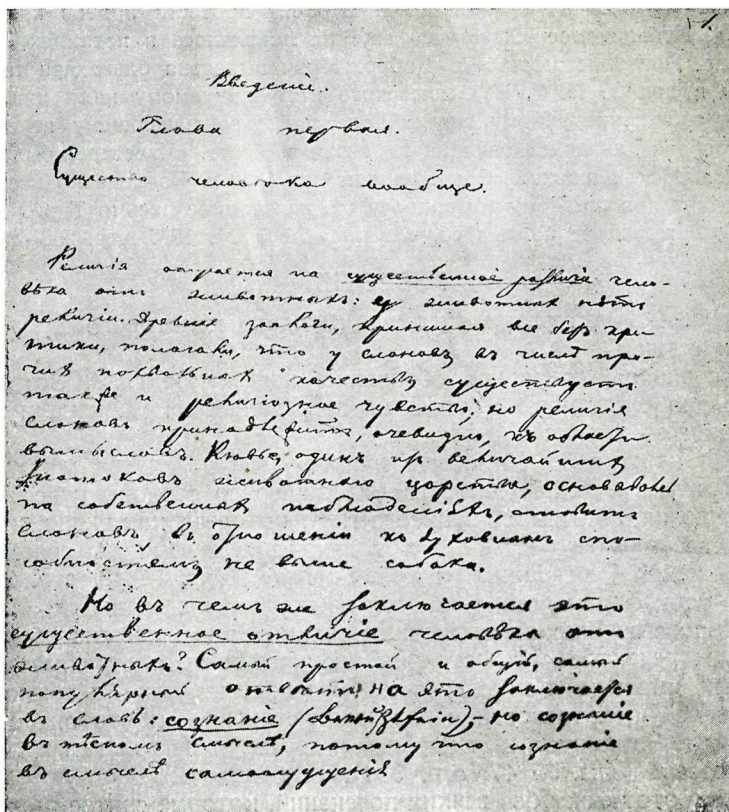 1.
Введеніе.
Глава первая.
Существо человѣка вообще.
Религія опирается на существенное различіе чело-
вѣка отъ животныхъ: у животныхъ нѣтъ
религіи. Древніе зоологи, принимая все безъ кри-
тики, полагали, что у слоновъ въ числѣ про-
чихъ похвальныхъ качествъ существуетъ
также и религіозное чувство; но религія
слоновъ принадлежитъ, очевидно, къ области
вымысловъ. Кювье, одинъ изъ величайшихъ
знатоковъ животнаго царства, основываясь
на собственныхъ наблюденіяхъ, ставитъ
слоновъ, въ отношеніи къ духовнымъ спо-
собностямъ, не выше собаки.
Но въ чемъ же заключается это
существенное отличіе человѣка отъ
животныхъ? Самый простой и общій, самый
популярный отвѣтъ на это заключается
въ словѣ: сознаніе (Bewußtsein), – но сознаніе
въ тѣсномъ смыслѣ, потому что сознаніе
въ смыслѣ самоощущенія